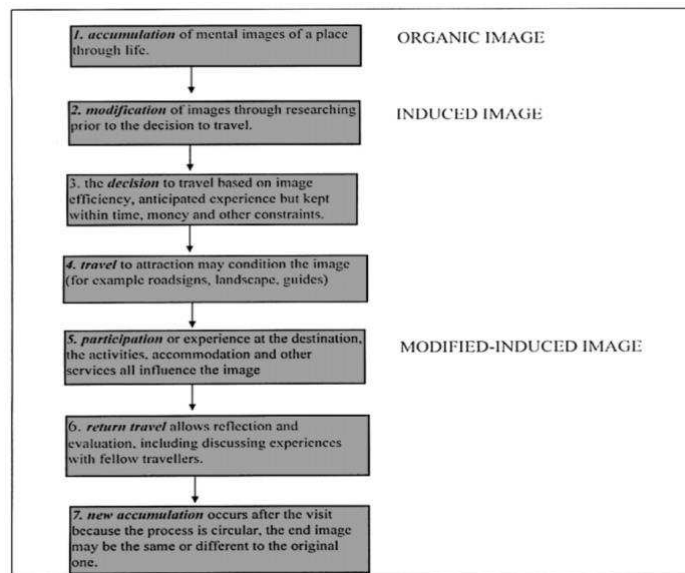 1. accumulation of mental images of a place
through life.
ORGANIC IMAGE
2. modification of images through researching
prior to the decision to travel.
INDUCED IMAGE
3. the decision to travel based on image
efficiency, anticipated experience but kept
within time, money and other constraints.
4. travel to attraction may condition the image
(for example roadsigns, landscape, guides)
5. participation or experience at the destination,
the activities, accommodation and other
services all influence the image
MODIFIED-INDUCED IMAGE
6. return travel allows reflection and
evaluation, including discussing experiences
with fellow travellers.
7. new accumulation occurs after the visit
because the process is circular, the end image
may be the same or different to the original
one.